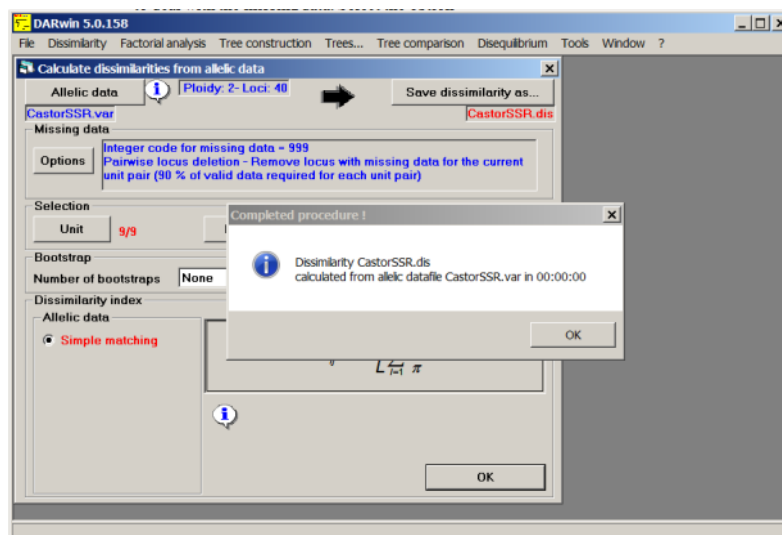 DARwin 5.0.158
File Dissimilarity Factorial analysis Tree construction Trees... Tree comparison Disequilibrium Tools Window ?
Calculate dissimilarities from allelic data
Allelic data
Ploidy: 2- Loci: 40
Save dissimilarity as...
CastorSSR.var
CastorSSR.dis
Missing data
Options
Integer code for missing data = 999
Pairwise locus deletion - Remove locus with missing data for the current
unit pair (90 % of valid data required for each unit pair)
Selection
Unit
9/9
Completed procedure !
Dissimilarity CastorSSR.dis
calculated from allelic datafile CastorSSR.var in 00:00:00
OK
Bootstrap
Number of bootstraps None
Dissimilarity index
Allelic data
Simple matching
L
l=1 π
OK